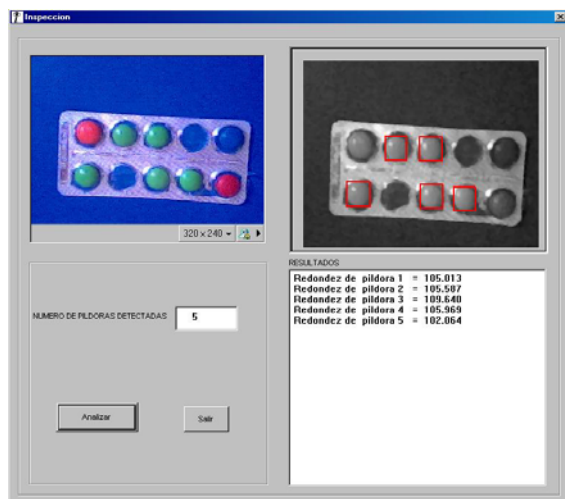 Inspeccion
320 x 240
RESULTADOS
Redondez de pildora 1 = 105.013
Redondez de pildora 2 = 105.587
Redondez de pildora 3 = 109.640
Redondez de pildora 4 = 105.969
Redondez de pildora 5 = 102.064
NUMERO DE PILDORAS DETECTADAS 5
Analizar
Salir